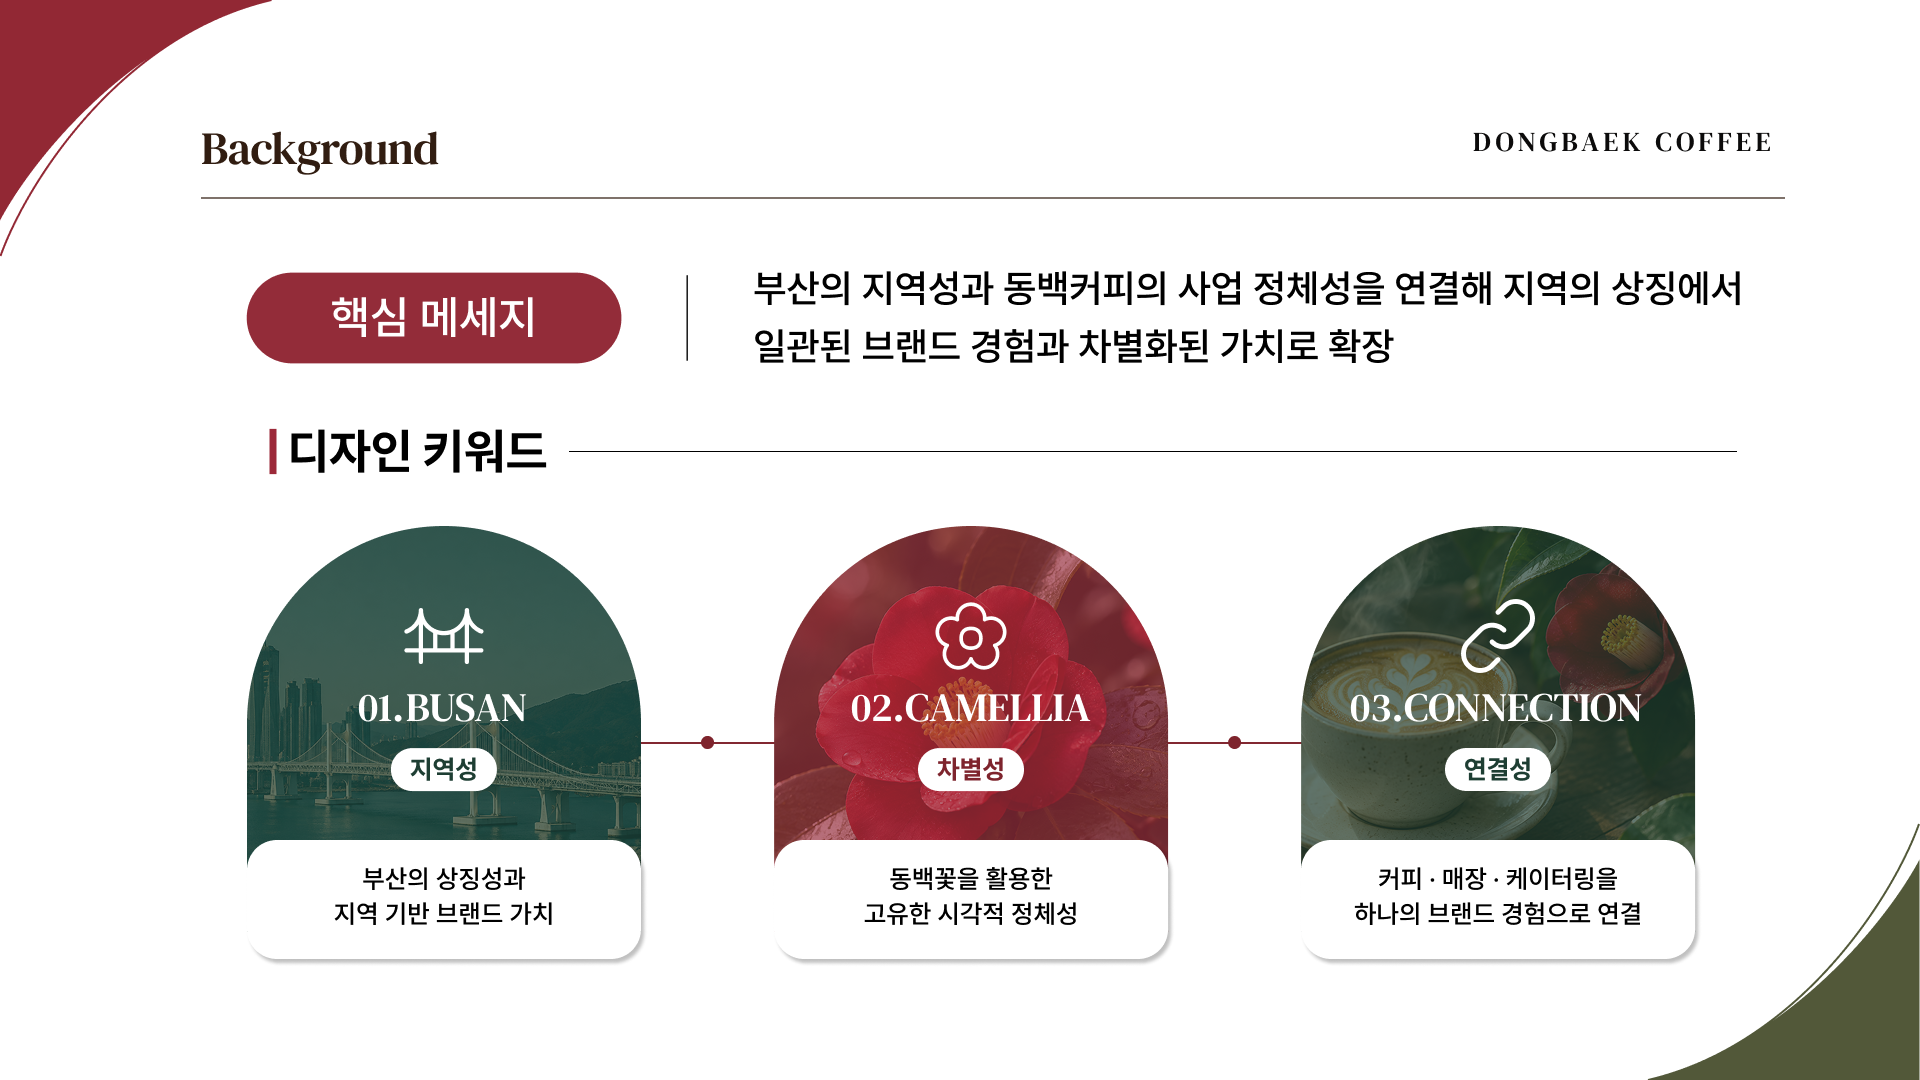 Background
DONGBAEK COFFEE
핵심 메세지
부산의 지역성과 동백커피의 사업 정체성을 연결해 지역의 상징에서
일관된 브랜드 경험과 차별화된 가치로 확장
디자인 키워드
01.BUSAN
지역성
부산의 상징성과
지역 기반 브랜드 가치
02.CAMELLIA
차별성
동백꽃을 활용한
고유한 시각적 정체성
03.CONNECTION
연결성
커피 · 매장 · 케이터링을
하나의 브랜드 경험으로 연결